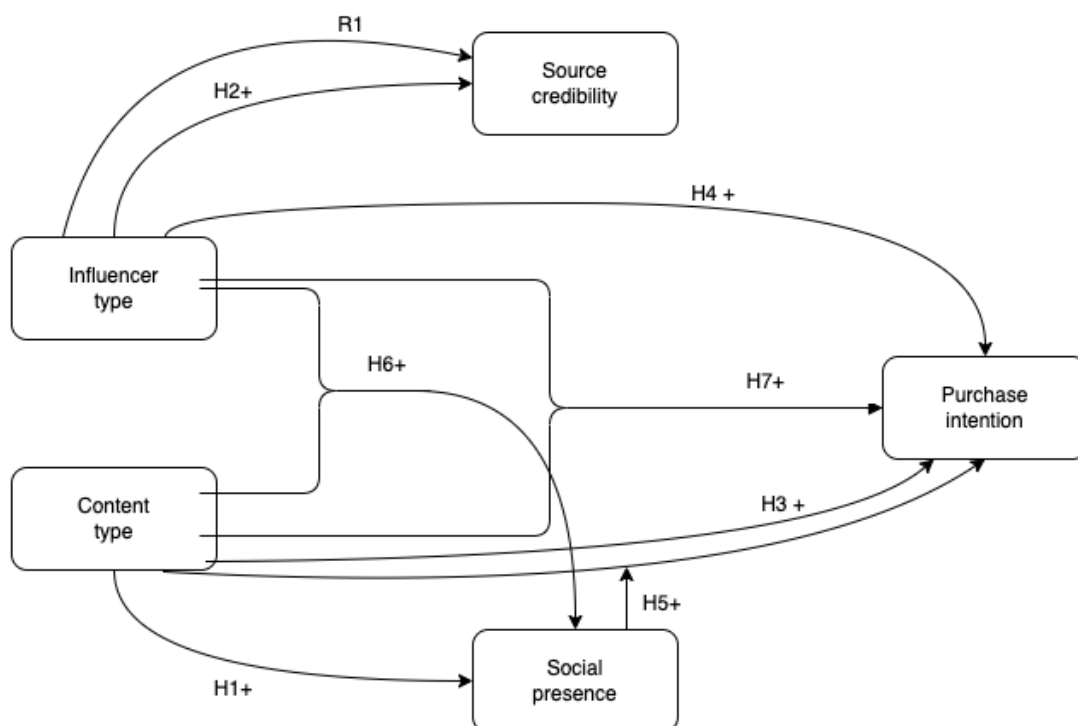 R1
Source
credibility
H2+
H4 +
Influencer
type
H6+
H7+
Purchase
intention
Content
type
H3 +
H5+
Social
presence
H1+